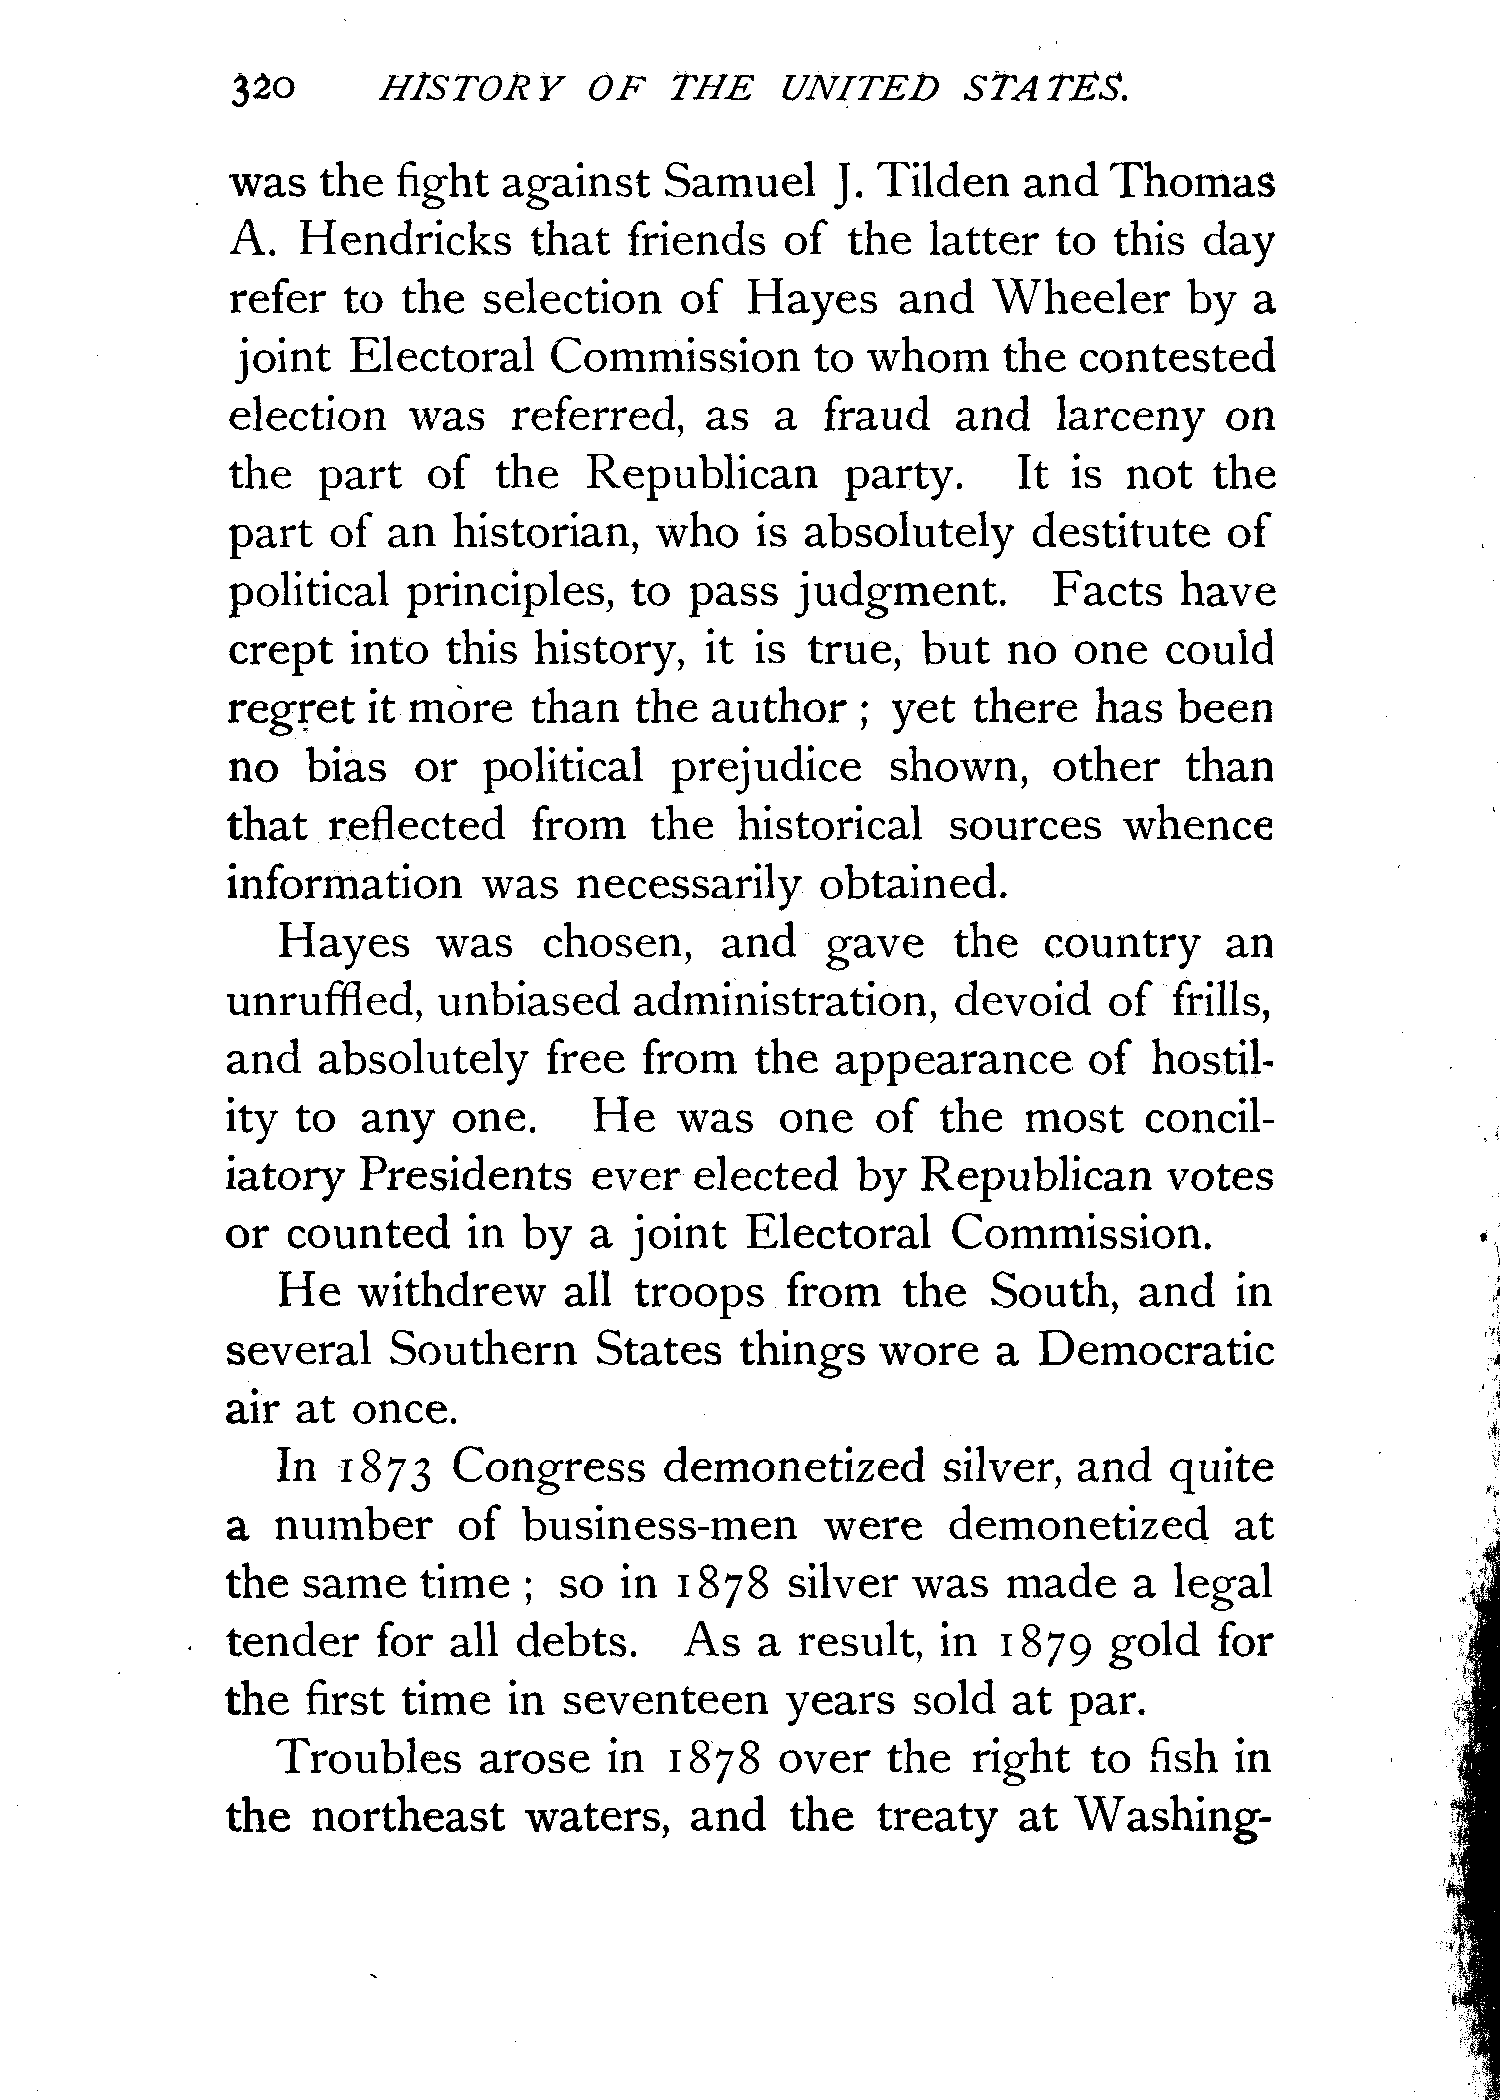 320 HISTORY OF THE UNITED STATES.
was the fight against Samuel J. Tilden and Thomas
A. Hendricks that friends of the latter to this day
refer to the selection of Hayes and Wheeler by a
joint Electoral Commission to whom the contested
election was referred, as a fraud and larceny on
the part of the Republican party. It is not the
part of an historian, who is absolutely destitute of
political principles, to pass judgment. Facts have
crept into this history, it is true, but no one could
regret it more than the author ; yet there has been
no bias or political prejudice shown, other than
that reflected from the historical sources whence
information was necessarily obtained.
Hayes was chosen, and gave the country an
unruffled, unbiased administration, devoid of frills,
and absolutely free from the appearance of hostil-
ity to any one. He was one of the most concil-
iatory Presidents ever elected by Republican votes
or counted in by a joint Electoral Commission.
He withdrew all troops from the South, and in
several Southern States things wore a Democratic
air at once.
In 1873 Congress demonetized silver, and quite
a number of business-men were demonetized at
the same time ; so in 1878 silver was made a legal
tender for all debts. As a result, in 1879 gold for
the first time in seventeen years sold at par.
Troubles arose in 1878 over the right to fish in
the northeast waters, and the treaty at Washing-